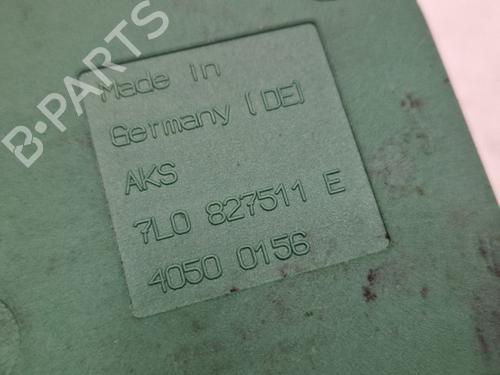 B-PARTS
Made in
Germany (DE)
AKS
7L0 827511 E
4050 0156